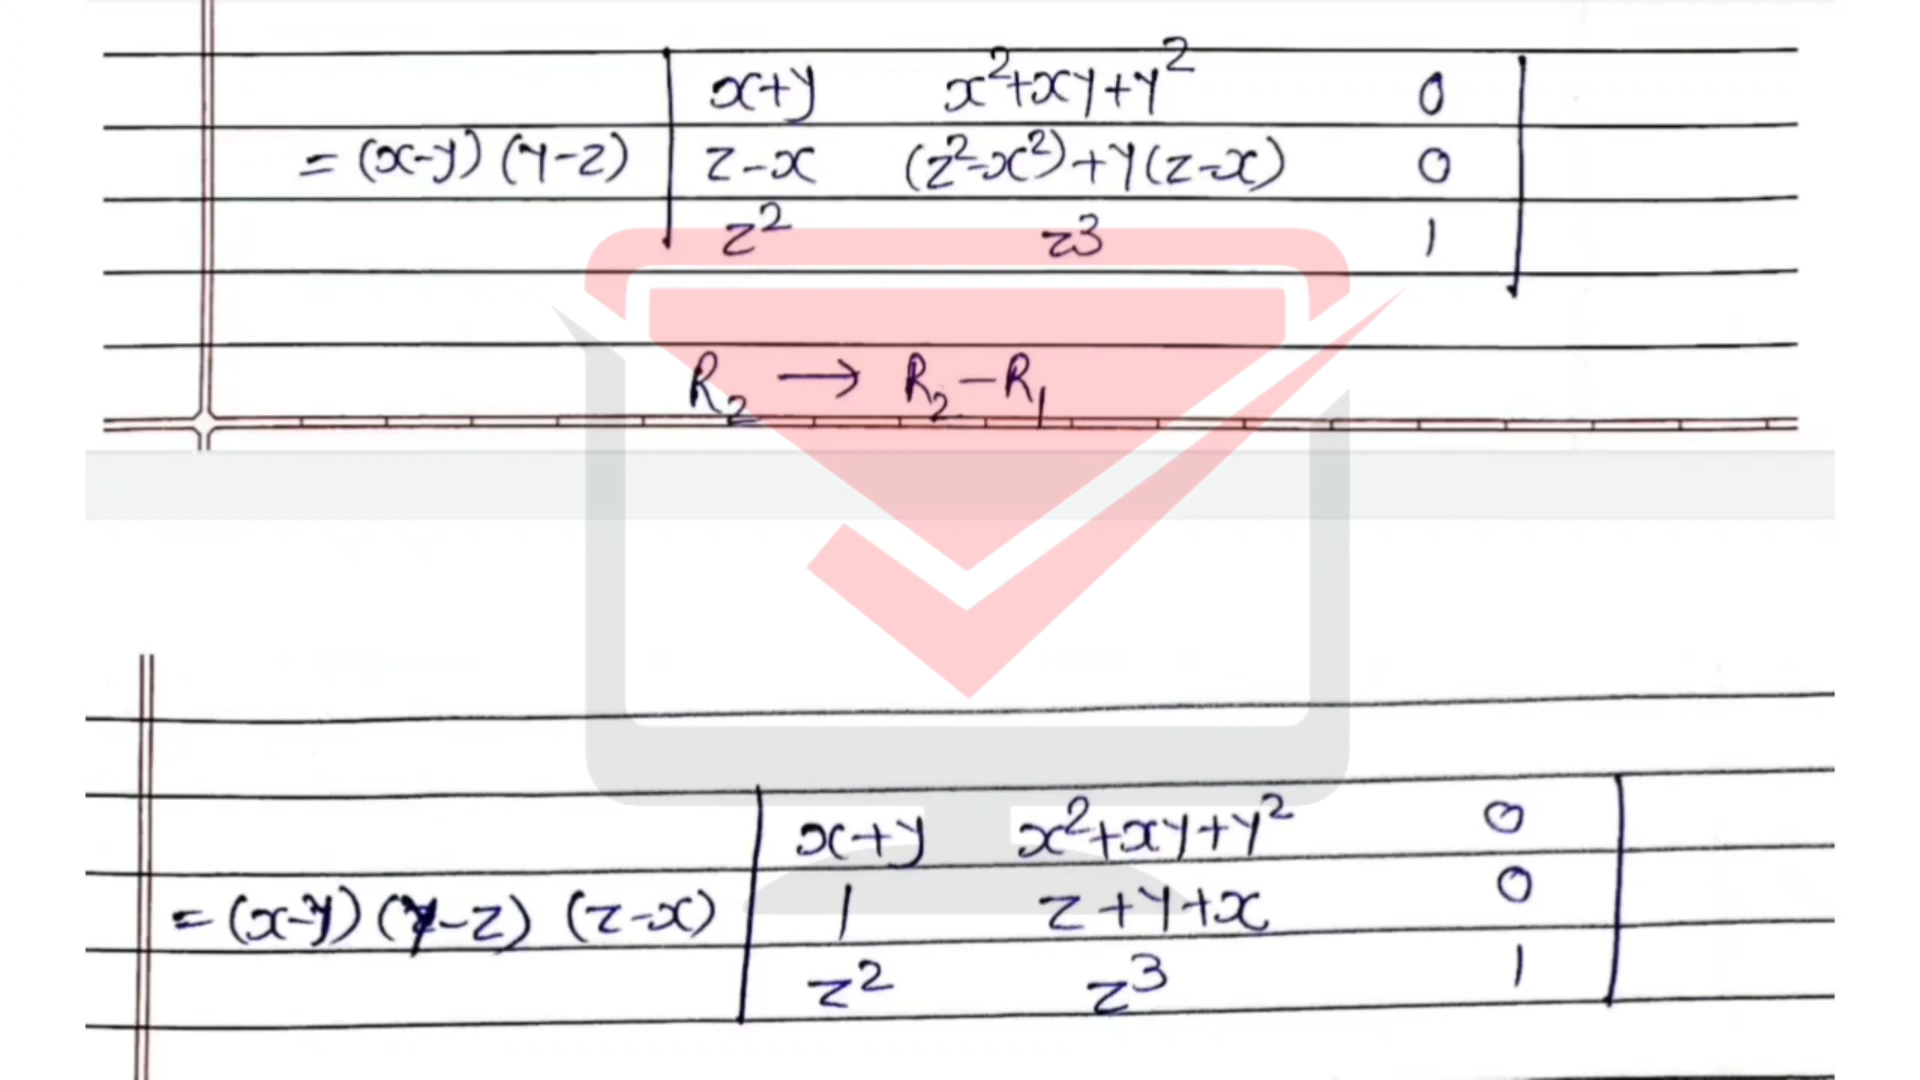 x+y x²+xy+y² 0
= (x-y) (y-z) z-x (z²-x²)+y(z-x) 0
z² z³ 1
R₂ → R₂-R₁
x+y x²+xy+y² 0
= (x-y) (y-z) (z-x) 1 z+y+x 0
z² z³ 1